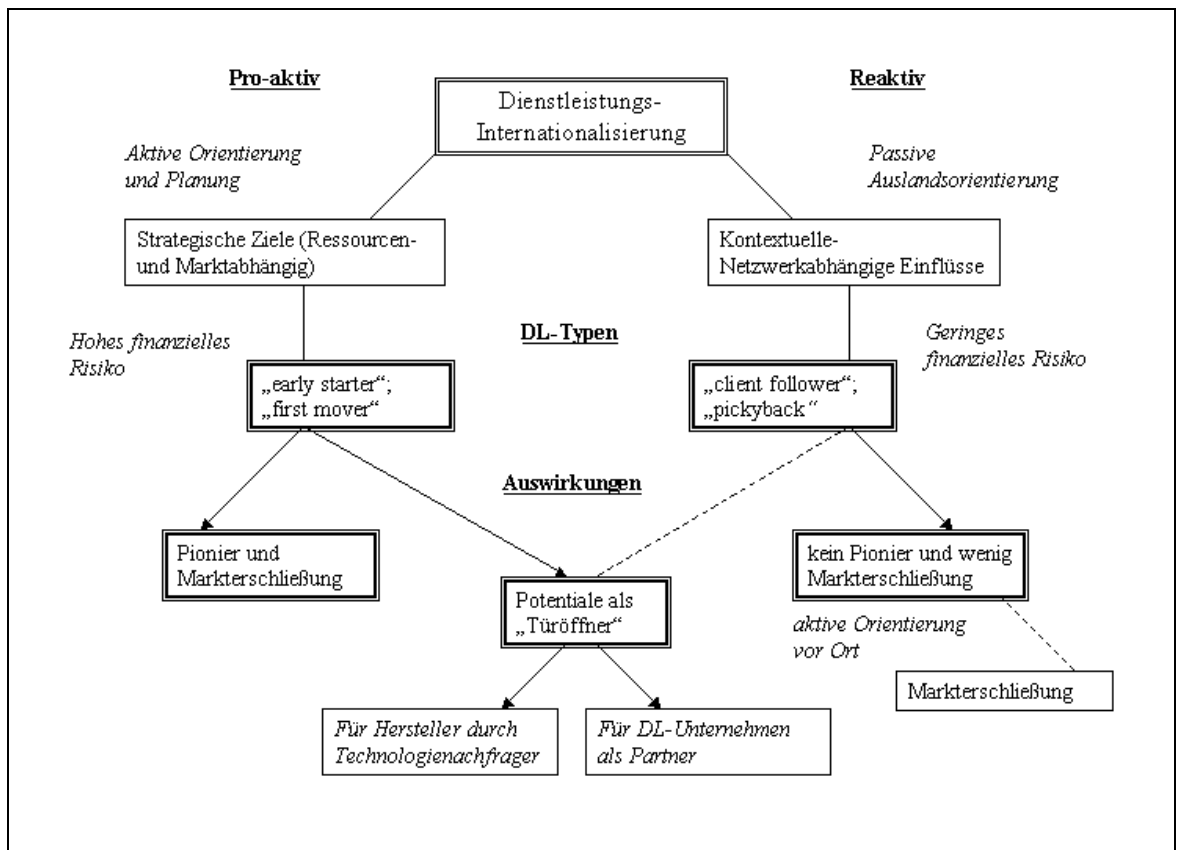 Pro-aktiv
Reaktiv
Dienstleistungs-
Internationalisierung
Aktive Orientierung
und Planung
Passive
Auslandsorientierung
Strategische Ziele (Ressourcen-
und Marktabhängig)
Kontextuelle-
Netzwerkabhängige Einflüsse
Hohes finanzielles
Risiko
DL-Typen
Geringes
finanzielles Risiko
„early starter“;
„first mover“
„client follower“;
„pickyback“
Auswirkungen
Pionier und
Markterschließung
kein Pionier und wenig
Markterschließung
Potentiale als
„Türöffner“
aktive Orientierung
vor Ort
Markterschließung
Für Hersteller durch
Technologienachfrager
Für DL-Unternehmen
als Partner